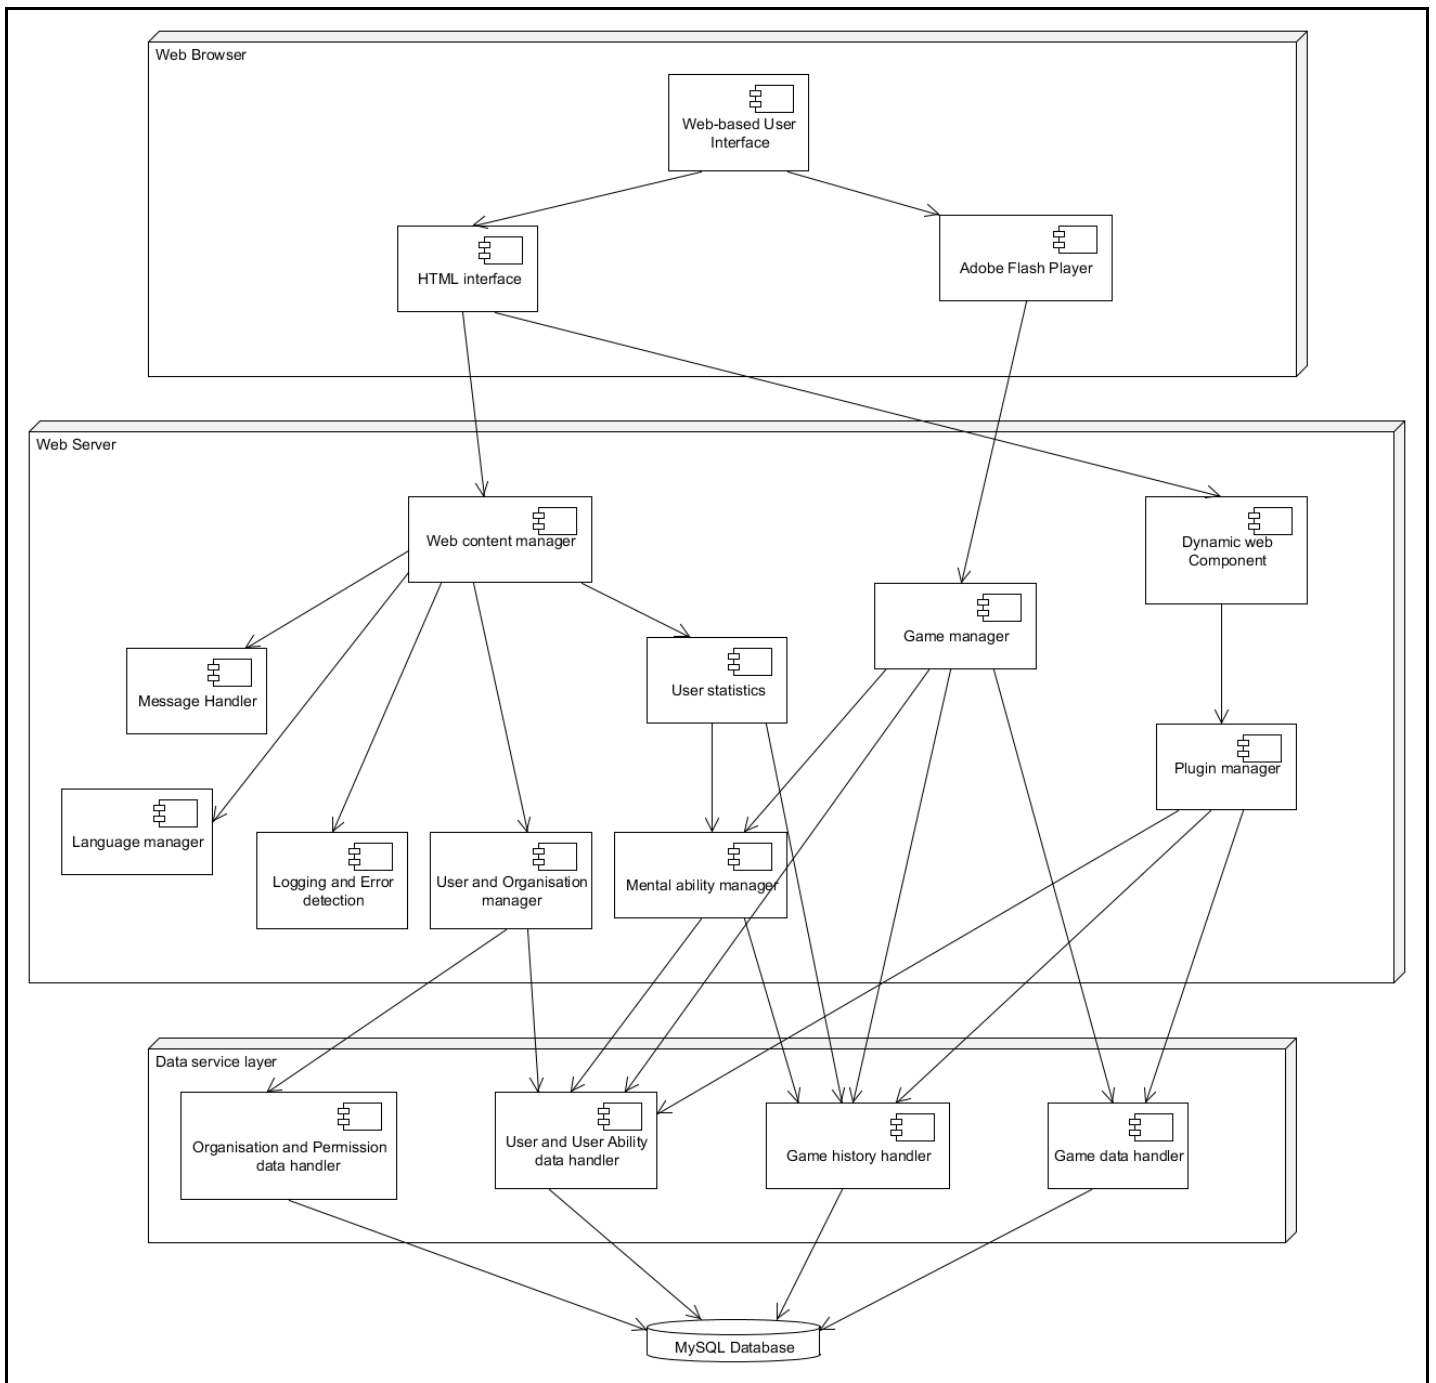 Web Browser
Web-based User
Interface
HTML interface
Adobe Flash Player
Web Server
Web content manager
Dynamic web
Component
Game manager
User statistics
Message Handler
Plugin manager
Language manager
Logging and Error
detection
User and Organisation
manager
Mental ability manager
Data service layer
Organisation and Permission
data handler
User and User Ability
data handler
Game history handler
Game data handler
MySQL Database